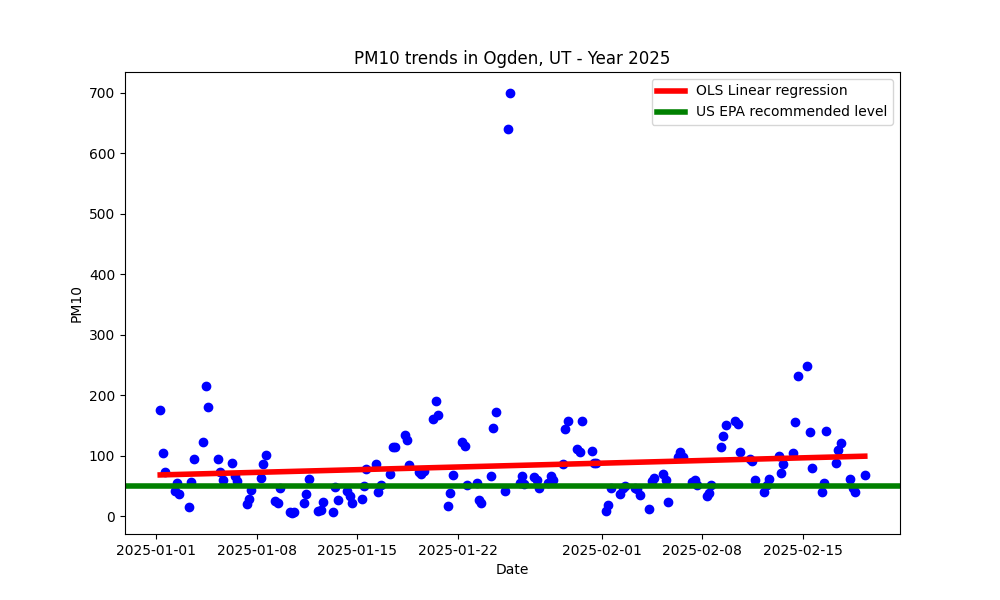 PM10 trends in Ogden, UT - Year 2025
OLS Linear regression
US EPA recommended level
700
600
500
400
300
200
100
0
PM10
2025-01-01 2025-01-08 2025-01-15 2025-01-22 2025-02-01 2025-02-08 2025-02-15
Date